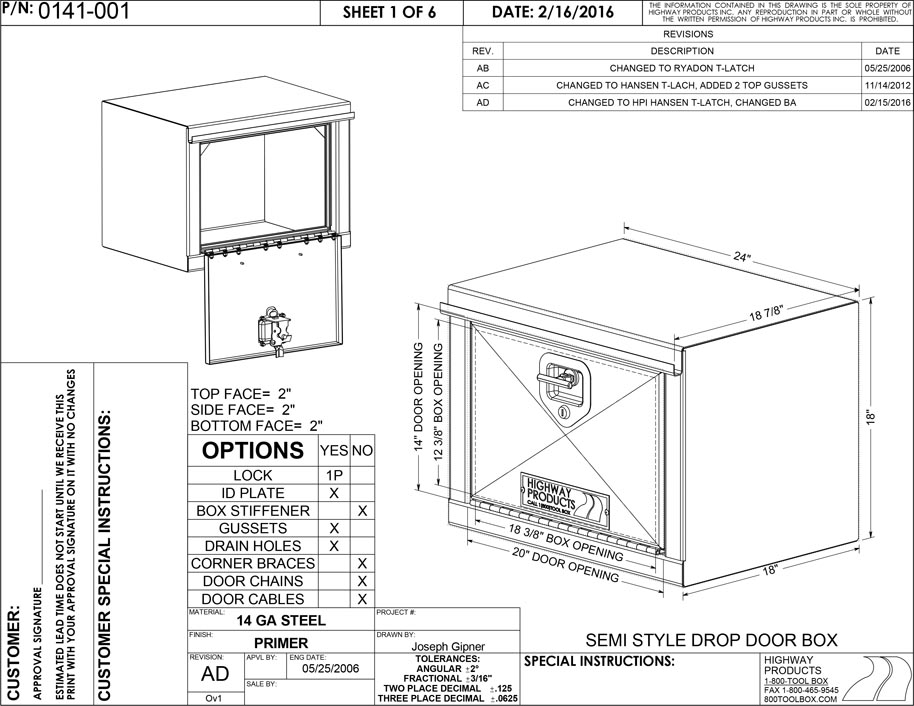 P/N: 0141-001
SHEET 1 OF 6
DATE: 2/16/2016
THE INFORMATION CONTAINED IN THIS DRAWING IS THE SOLE PROPERTY OF
HIGHWAY PRODUCTS INC. ANY REPRODUCTION IN PART OR WHOLE WITHOUT
THE WRITTEN PERMISSION OF HIGHWAY PRODUCTS INC. IS PROHIBITED.
REVISIONS
REV. DESCRIPTION DATE
AB CHANGED TO RYADON T-LATCH 05/25/2006
AC CHANGED TO HANSEN T-LACH, ADDED 2 TOP GUSSETS 11/14/2012
AD CHANGED TO HPI HANSEN T-LATCH, CHANGED BA 02/15/2016
24"
18 7/8"
14" DOOR OPENING
12 3/8" BOX OPENING
18"
HIGHWAY
PRODUCTS
CALL 1-800-TOOL BOX
18 3/8" BOX OPENING
20" DOOR OPENING
18"
CUSTOMER:
APPROVAL SIGNATURE
ESTIMATED LEAD TIME DOES NOT START UNTIL WE RECEIVE THIS
PRINT WITH YOUR APPROVAL SIGNATURE ON IT WITH NO CHANGES
CUSTOMER SPECIAL INSTRUCTIONS:
TOP FACE= 2"
SIDE FACE= 2"
BOTTOM FACE= 2"
OPTIONS YES NO
LOCK 1P
ID PLATE X
BOX STIFFENER X
GUSSETS X
DRAIN HOLES X
CORNER BRACES X
DOOR CHAINS X
DOOR CABLES X
MATERIAL:
14 GA STEEL
PROJECT #:
FINISH:
PRIMER
DRAWN BY:
Joseph Gipner
REVISION:
AD
Ov1
APVL BY:
ENG DATE:
05/25/2006
SALE BY:
TOLERANCES:
ANGULAR ±2°
FRACTIONAL ±3/16"
TWO PLACE DECIMAL ±.125
THREE PLACE DECIMAL ±.0625
SEMI STYLE DROP DOOR BOX
SPECIAL INSTRUCTIONS:
HIGHWAY
PRODUCTS
1-800-TOOL BOX
FAX 1-800-465-9545
800TOOLBOX.COM